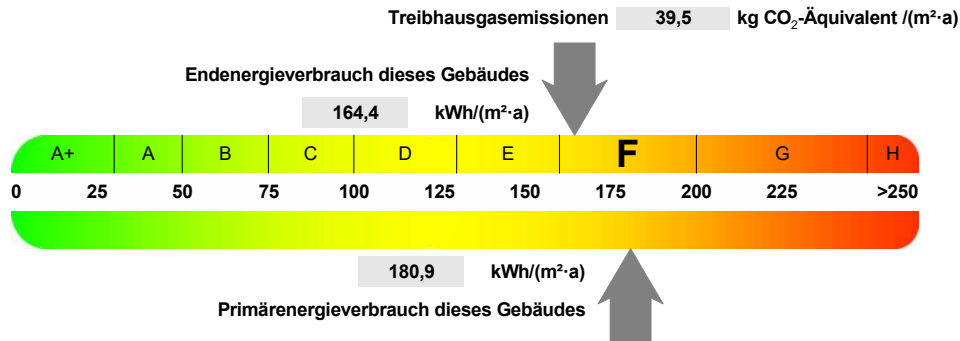 Treibhausgasemissionen 39,5 kg CO₂-Äquivalent /(m²·a)
Endenergieverbrauch dieses Gebäudes
164,4 kWh/(m²·a)
A+ A B C D E F G H
0 25 50 75 100 125 150 175 200 225 >250
180,9 kWh/(m²·a)
Primärenergieverbrauch dieses Gebäudes